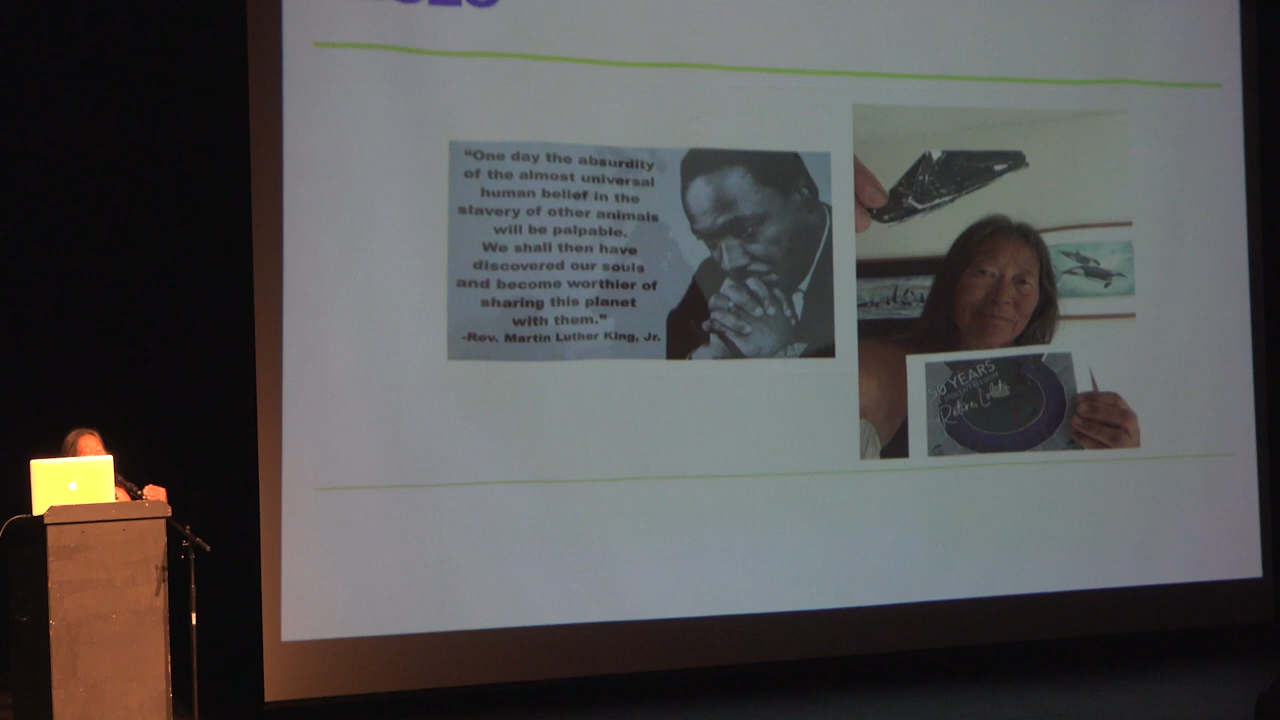 “One day the absurdity
of the almost universal
human belief in the
slavery of other animals
will be palpable.
We shall then have
discovered our souls
and become worthier of
sharing this planet
with them.”
-Rev. Martin Luther King, Jr.
50 YEARS